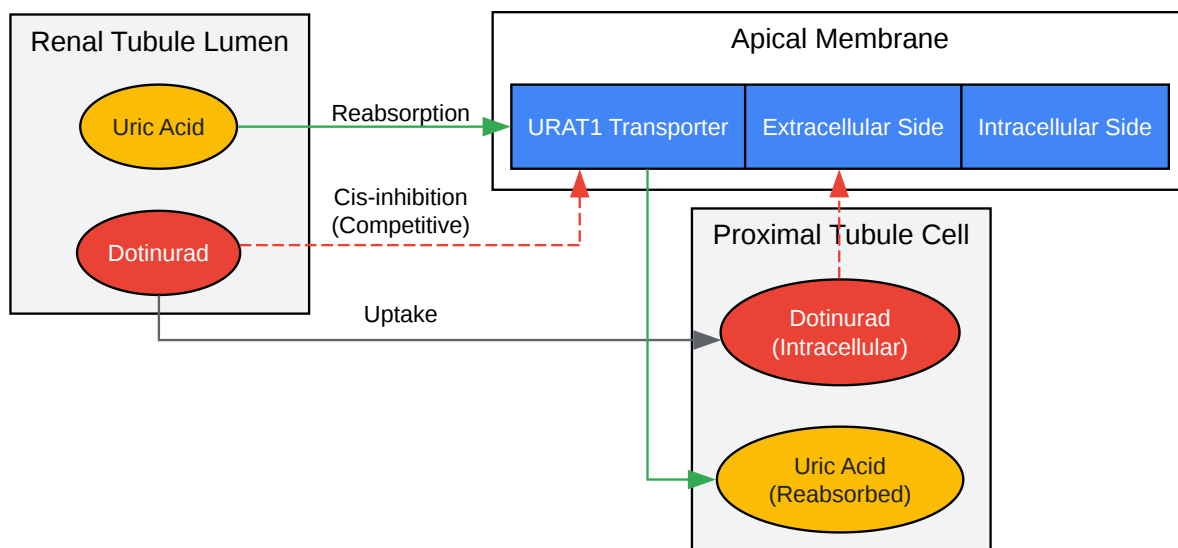 Renal Tubule Lumen
Uric Acid
Dotinurad
Reabsorption
Cis-inhibition
(Competitive)
Uptake
Apical Membrane
URAT1 Transporter
Extracellular Side
Intracellular Side
Proximal Tubule Cell
Dotinurad
(Intracellular)
Uric Acid
(Reabsorbed)